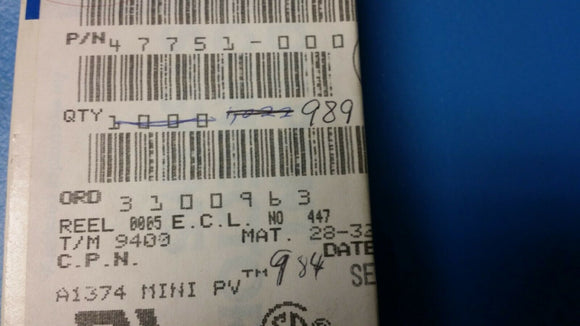 P/N 47751-000
QTY 1000 989
ORD 3100963
REEL 0005 E.C.L. NO 447
T/M 9400 MAT. 28-32
C.P.N. DATE
984 SE
A1374 MINI PV™